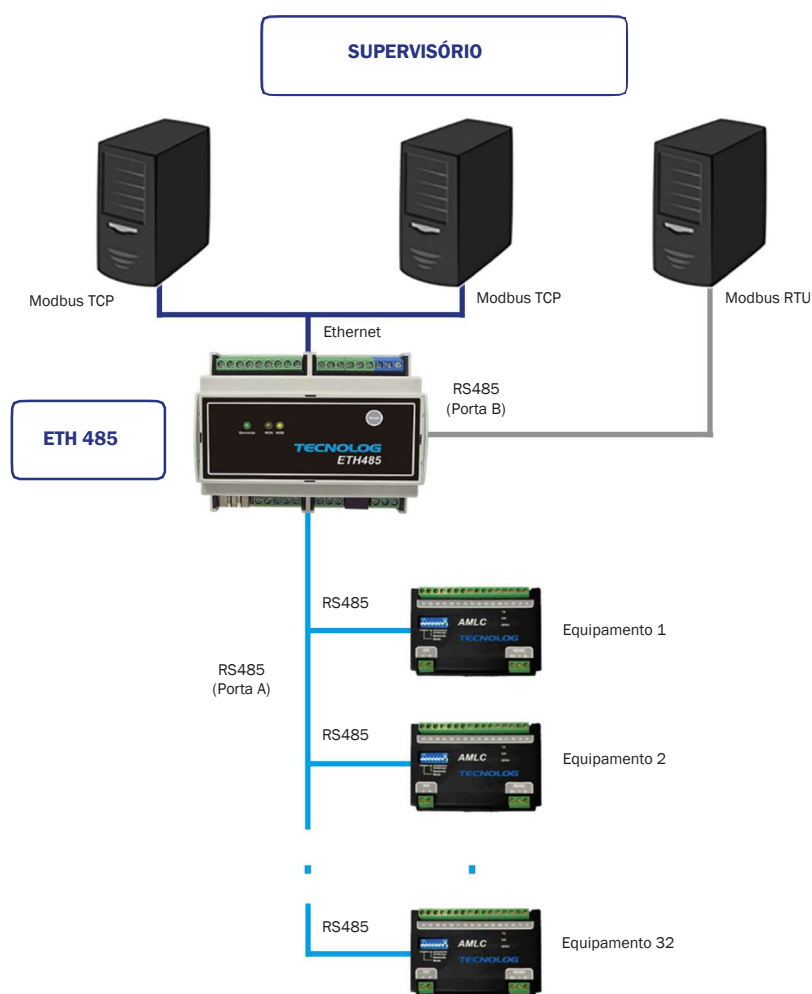 SUPERVISÓRIO
Modbus TCP
Modbus TCP
Modbus RTU
Ethernet
RS485
(Porta B)
ETH 485
TECNOLOG
ETH485
RS485
AMLC
TECNOLOG
Equipamento 1
RS485
(Porta A)
RS485
AMLC
TECNOLOG
Equipamento 2
RS485
AMLC
TECNOLOG
Equipamento 32